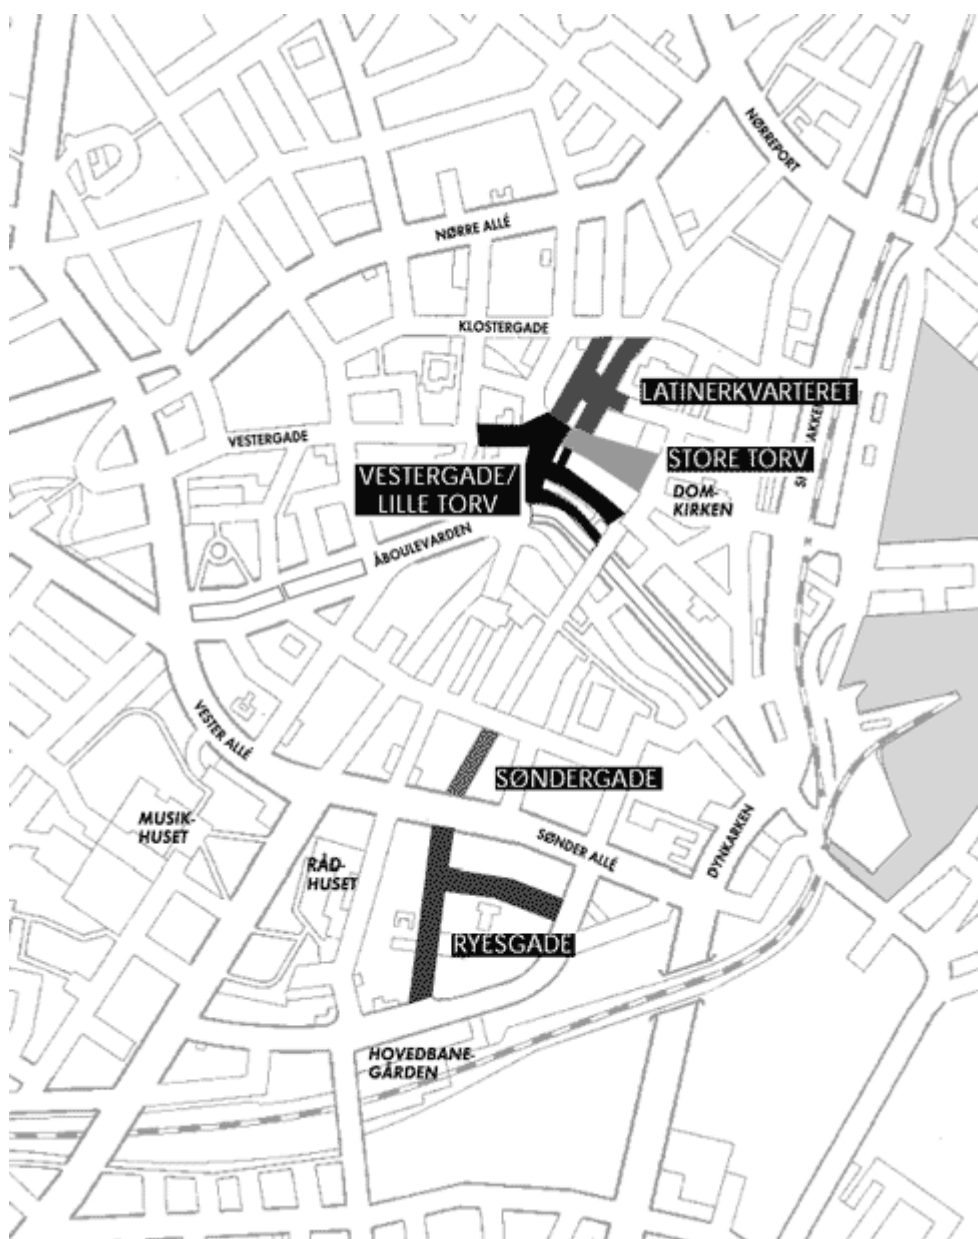 NØRREPORT
NØRRE ALLÉ
KLOSTERGADE
LATINERKVARTERET
VESTERGADE
STORE TORV
VESTERGADE/
LILLE TORV
DOM-
KIRKEN
ÅBOULEVARDEN
VESTER ALLÉ
SØNDERGADE
MUSIK-
HUSET
DYNKARKEN
SØNDER ALLÉ
RÅD-
HUSET
RYESGADE
HOVEDBANE-
GÅRDEN